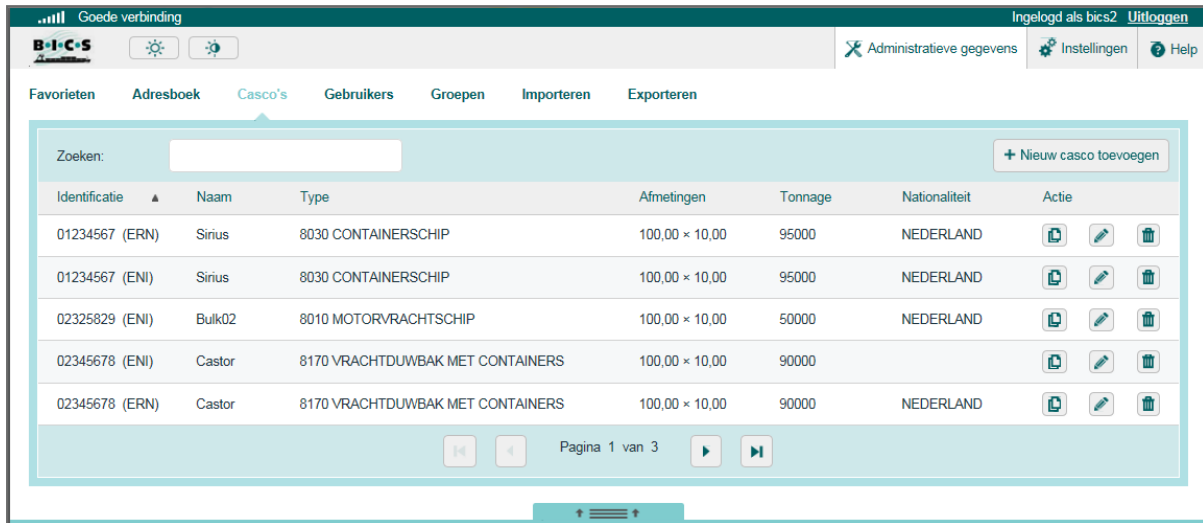 Goede verbinding Ingelogd als bics2 Uitloggen
B•I•C•S Administratieve gegevens Instellingen Help
Favorieten Adresboek Casco's Gebruikers Groepen Importeren Exporteren
Zoeken: + Nieuw casco toevoegen
Identificatie ▲ Naam Type Afmetingen Tonnage Nationaliteit Actie
01234567 (ERN) Sirius 8030 CONTAINERSCHIP 100,00 × 10,00 95000 NEDERLAND
01234567 (ENI) Sirius 8030 CONTAINERSCHIP 100,00 × 10,00 95000 NEDERLAND
02325829 (ENI) Bulk02 8010 MOTORVRACHTSCHIP 100,00 × 10,00 50000 NEDERLAND
02345678 (ENI) Castor 8170 VRACHTDUWBAK MET CONTAINERS 100,00 × 10,00 90000
02345678 (ERN) Castor 8170 VRACHTDUWBAK MET CONTAINERS 100,00 × 10,00 90000 NEDERLAND
Pagina 1 van 3